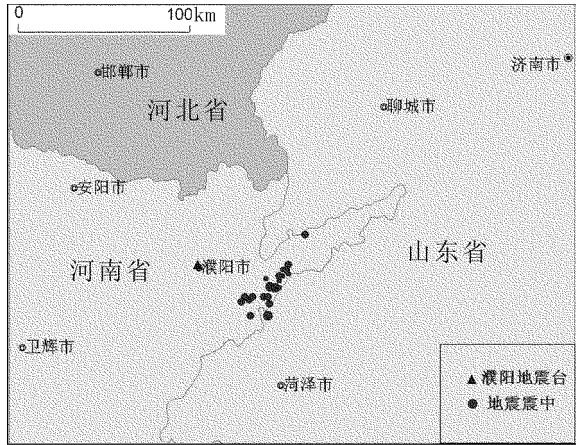 0 100km
济南市
邯郸市
河北省
聊城市
安阳市
河南省
濮阳市
山东省
卫辉市
菏泽市
濮阳地震台
地震震中